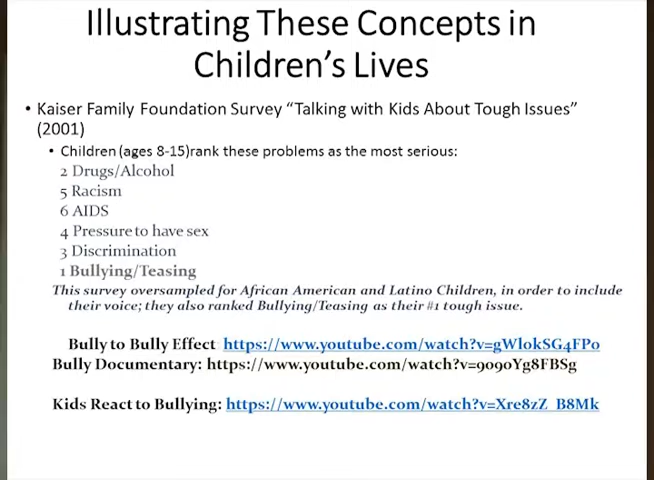 Illustrating These Concepts in
Children's Lives
• Kaiser Family Foundation Survey "Talking with Kids About Tough Issues"
(2001)
• Children (ages 8-15)rank these problems as the most serious:
2 Drugs/Alcohol
5 Racism
6 AIDS
4 Pressure to have sex
3 Discrimination
1 Bullying/Teasing
This survey oversampled for African American and Latino Children, in order to include
their voice; they also ranked Bullying/Teasing as their #1 tough issue.
Bully to Bully Effect https://www.youtube.com/watch?v=gWlokSG4FPo
Bully Documentary: https://www.youtube.com/watch?v=9090Yg8FBSg
Kids React to Bullying: https://www.youtube.com/watch?v=Xre8zZ_B8Mk